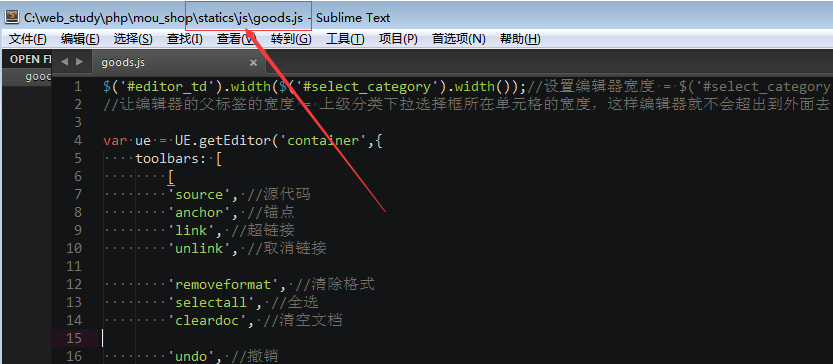 C:\web_study\php\mou_shop\statics\js\goods.js - Sublime Text
文件(F) 编辑(E) 选择(S) 查找(I) 查看(V) 转到(G) 工具(T) 项目(P) 首选项(N) 帮助(H)
OPEN FI
goods.js ×
good
1 $('#editor_td').width($('#select_category').width());//设置编辑器宽度 = $('#select_category
2 //让编辑器的父标签的宽度 = 上级分类下拉选择框所在单元格的宽度，这样编辑器就不会超出到外面去
3
4 var ue = UE.getEditor('container',{
5 toolbars: [
6 [
7 'source', //源代码
8 'anchor', //锚点
9 'link', //超链接
10 'unlink', //取消链接
11
12 'removeformat', //清除格式
13 'selectall', //全选
14 'cleardoc', //清空文档
15
16 'undo', //撤销